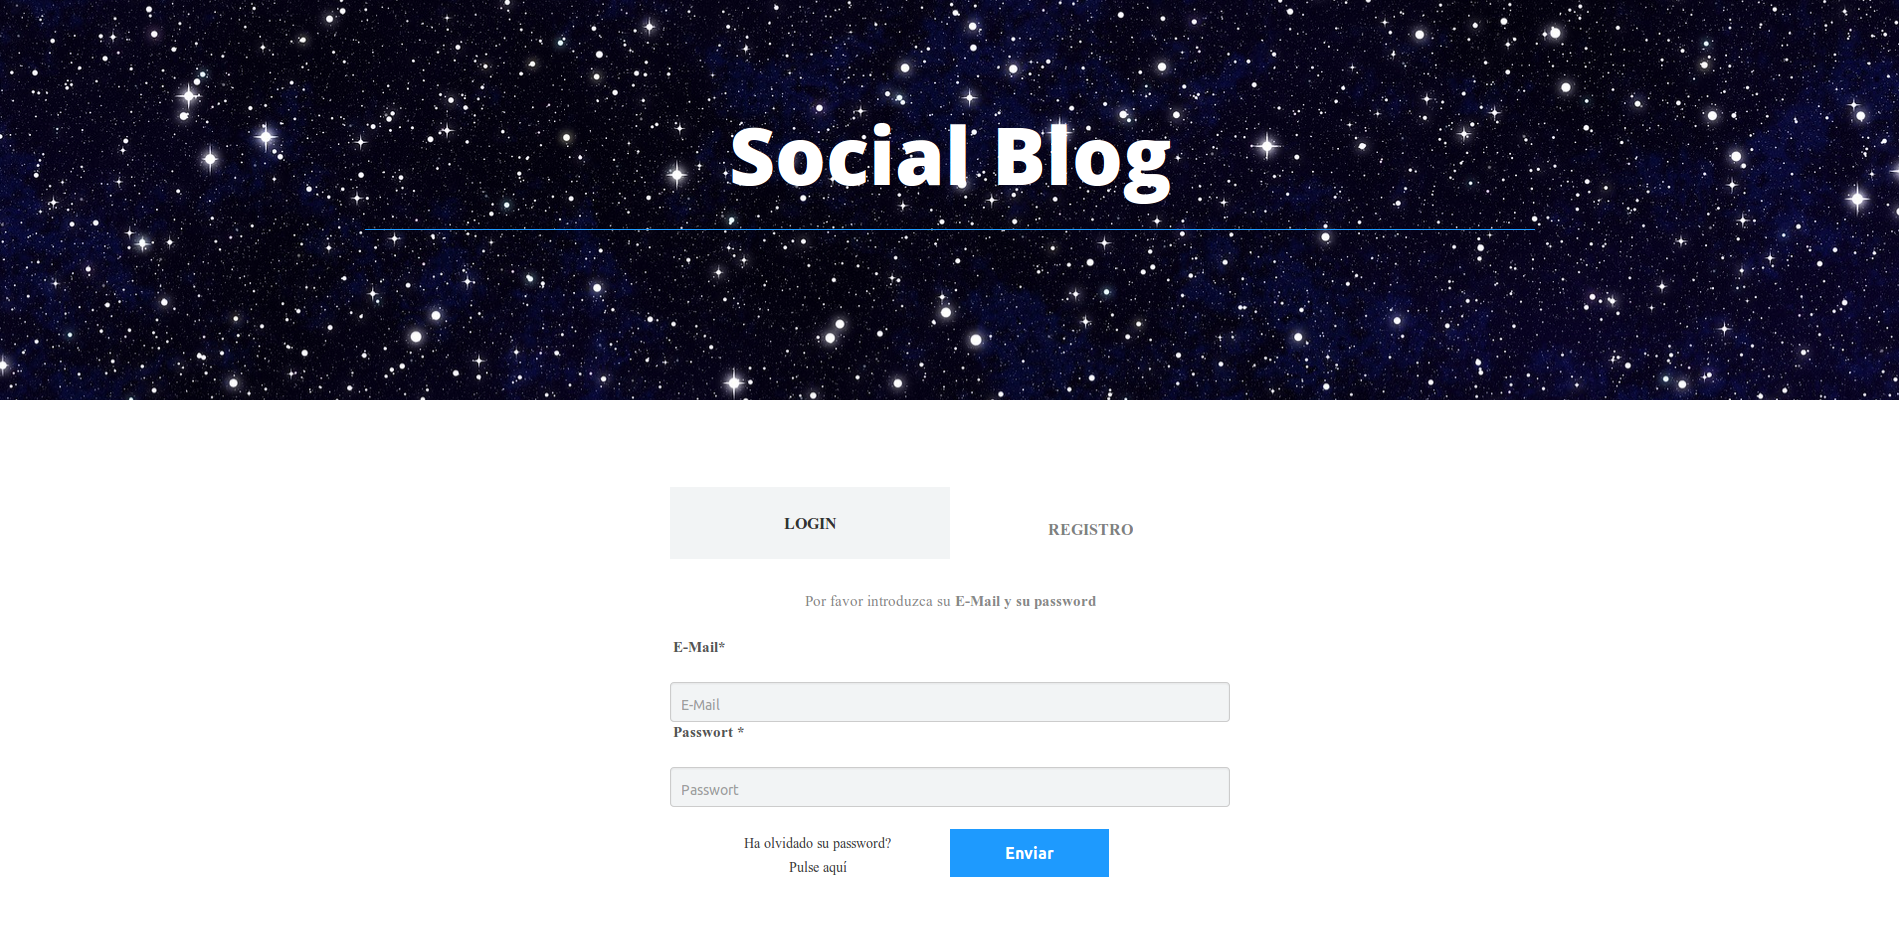 Social Blog
LOGIN
REGISTRO
Por favor introduzca su E-Mail y su password
E-Mail*
E-Mail
Passwort *
Passwort
Ha olvidado su password?
Pulse aquí
Enviar